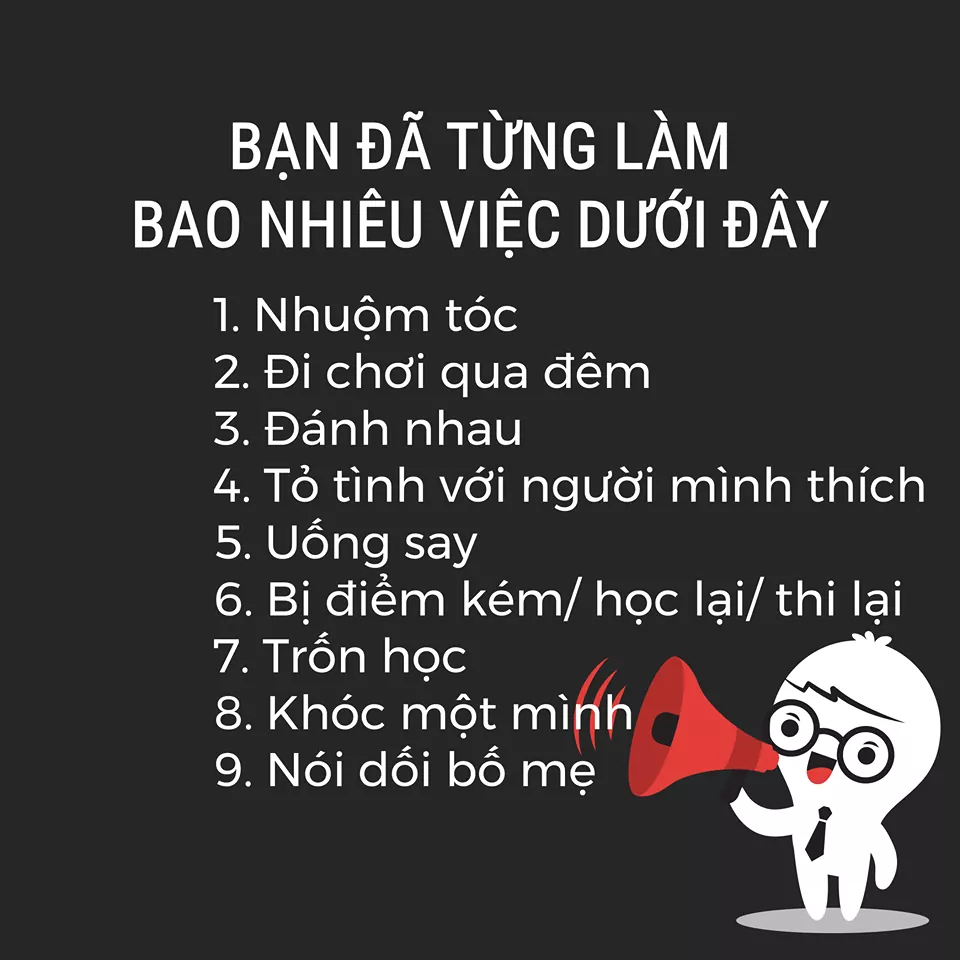 BẠN ĐÃ TỪNG LÀM
BAO NHIÊU VIỆC DƯỚI ĐÂY
1. Nhuộm tóc
2. Đi chơi qua đêm
3. Đánh nhau
4. Tỏ tình với người mình thích
5. Uống say
6. Bị điểm kém/ học lại/ thi lại
7. Trốn học
8. Khóc một mình
9. Nói dối bố mẹ